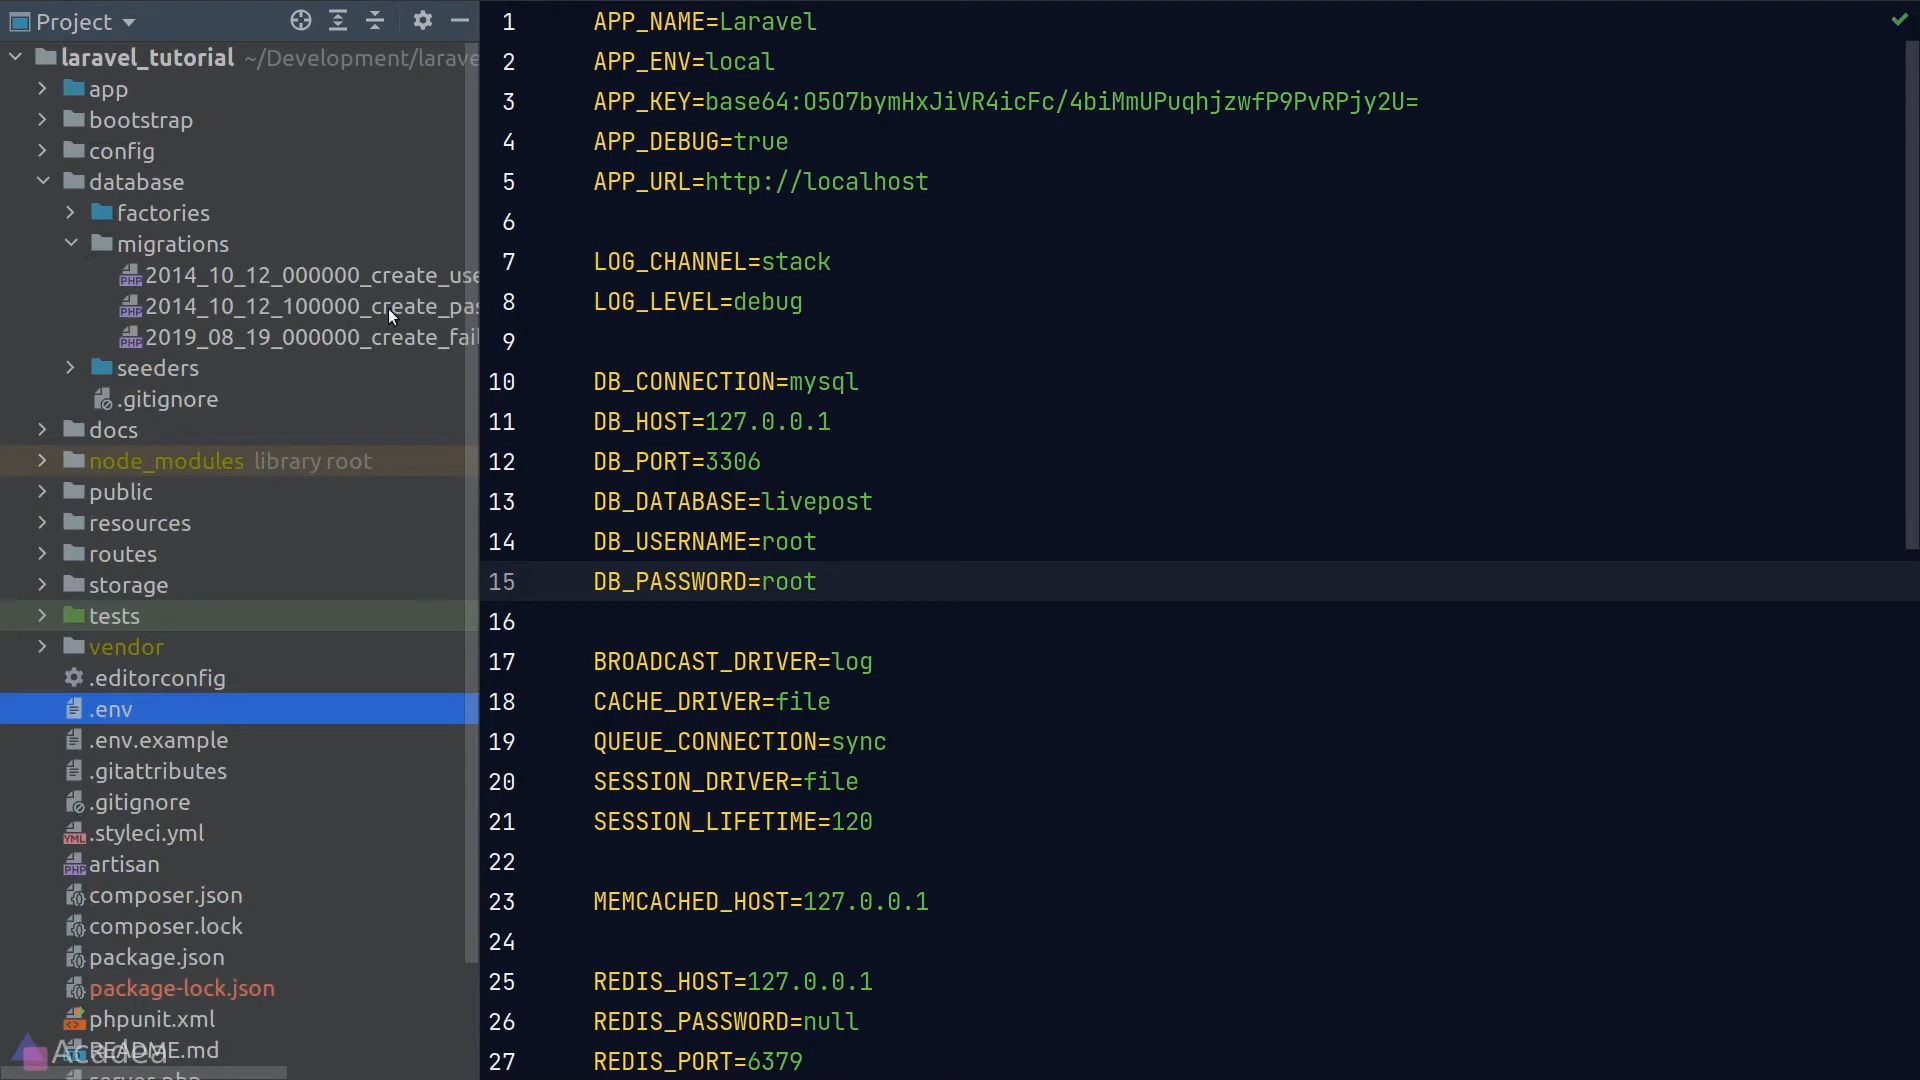 Project
laravel_tutorial ~/Development/larave
app
bootstrap
config
database
factories
migrations
2014_10_12_000000_create_use
2014_10_12_100000_create_pas
2019_08_19_000000_create_fail
seeders
.gitignore
docs
node_modules library root
public
resources
routes
storage
tests
vendor
.editorconfig
.env
.env.example
.gitattributes
.gitignore
.styleci.yml
artisan
composer.json
composer.lock
package.json
package-lock.json
phpunit.xml
README.md
Acadea
server.php
1 APP_NAME=Laravel
2 APP_ENV=local
3 APP_KEY=base64:O5O7bymHxJiVR4icFc/4biMmUPuqhjzwfP9PvRPjy2U=
4 APP_DEBUG=true
5 APP_URL=http://localhost
6
7 LOG_CHANNEL=stack
8 LOG_LEVEL=debug
9
10 DB_CONNECTION=mysql
11 DB_HOST=127.0.0.1
12 DB_PORT=3306
13 DB_DATABASE=livepost
14 DB_USERNAME=root
15 DB_PASSWORD=root
16
17 BROADCAST_DRIVER=log
18 CACHE_DRIVER=file
19 QUEUE_CONNECTION=sync
20 SESSION_DRIVER=file
21 SESSION_LIFETIME=120
22
23 MEMCACHED_HOST=127.0.0.1
24
25 REDIS_HOST=127.0.0.1
26 REDIS_PASSWORD=null
27 REDIS_PORT=6379